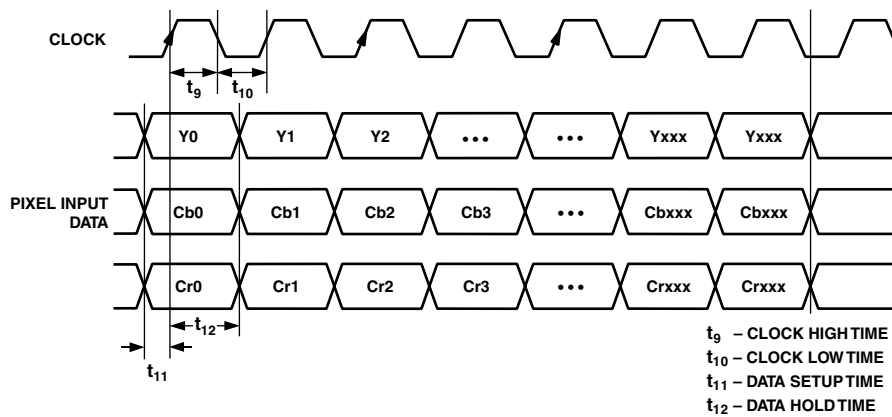 CLOCK
t9 t10
Y0 Y1 Y2 ••• ••• Yxxx Yxxx
PIXEL INPUT
DATA
Cb0 Cb1 Cb2 Cb3 ••• Cbxxx Cbxxx
Cr0 Cr1 Cr2 Cr3 ••• Crxxx Crxxx
t12
t11
t9 – CLOCK HIGH TIME
t10 – CLOCK LOW TIME
t11 – DATA SETUP TIME
t12 – DATA HOLD TIME